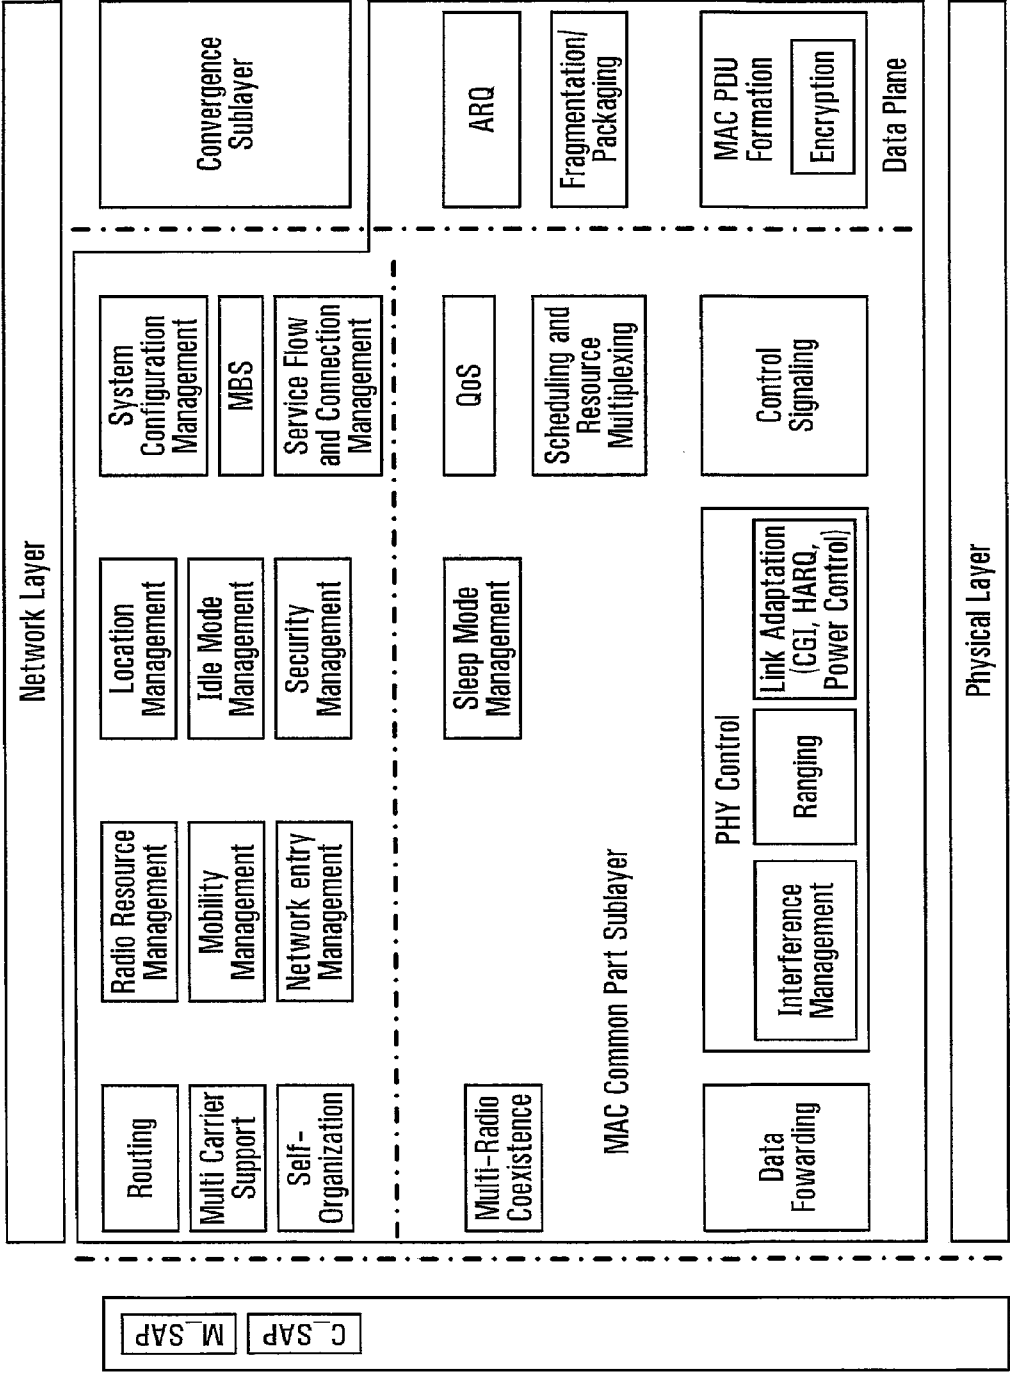 Network Layer
M_SAP
C_SAP
Routing
Multi Carrier
Support
Self-
Organization
Radio Resource
Management
Mobility
Management
Network entry
Management
Location
Management
Idle Mode
Management
Security
Management
System
Configuration
Management
MBS
Service Flow
and Connection
Management
Convergence
Sublayer
Multi-Radio
Coexistence
Sleep Mode
Management
QoS
Scheduling and
Resource
Multiplexing
ARQ
Fragmentation/
Packaging
MAC Common Part Sublayer
Data
Fowarding
PHY Control
Interference
Management
Ranging
Link Adaptation
(CGI, HARQ,
Power Control)
Control
Signaling
MAC PDU
Formation
Encryption
Data Plane
Physical Layer